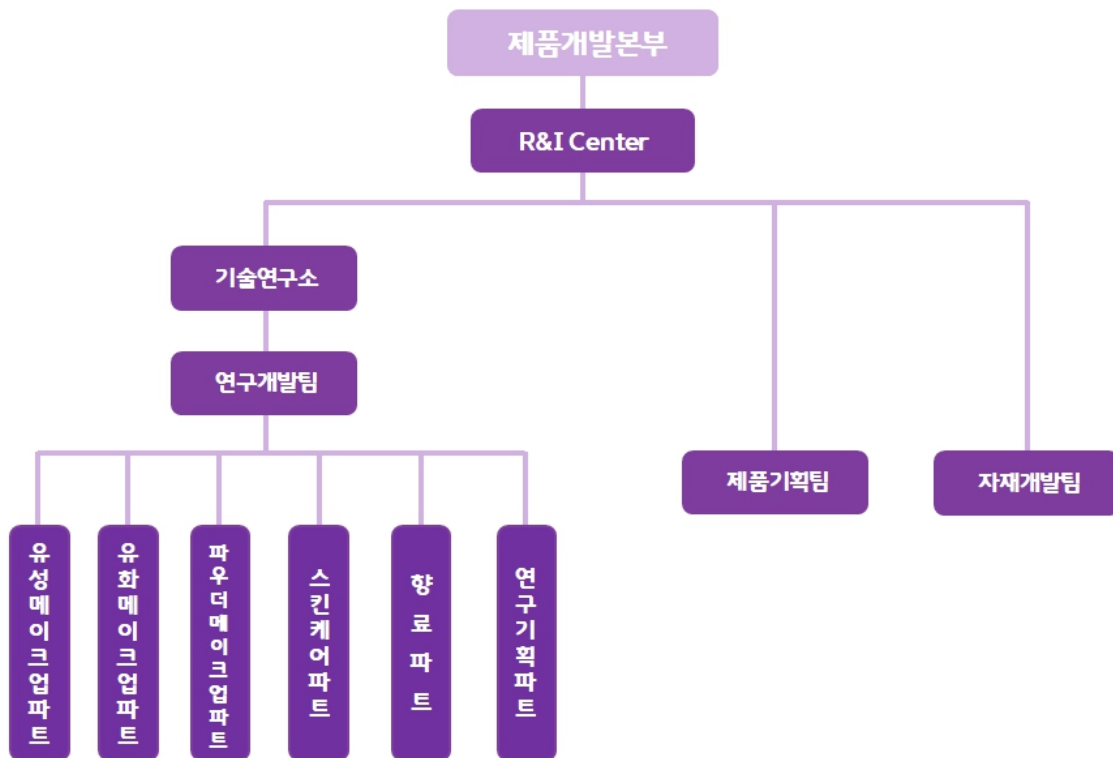 제품개발본부
R&I Center
기술연구소
연구개발팀
제품기획팀
자재개발팀
유성메이크업파트
유화메이크업파트
파우더메이크업파트
스킨케어파트
향료파트
연구기획파트